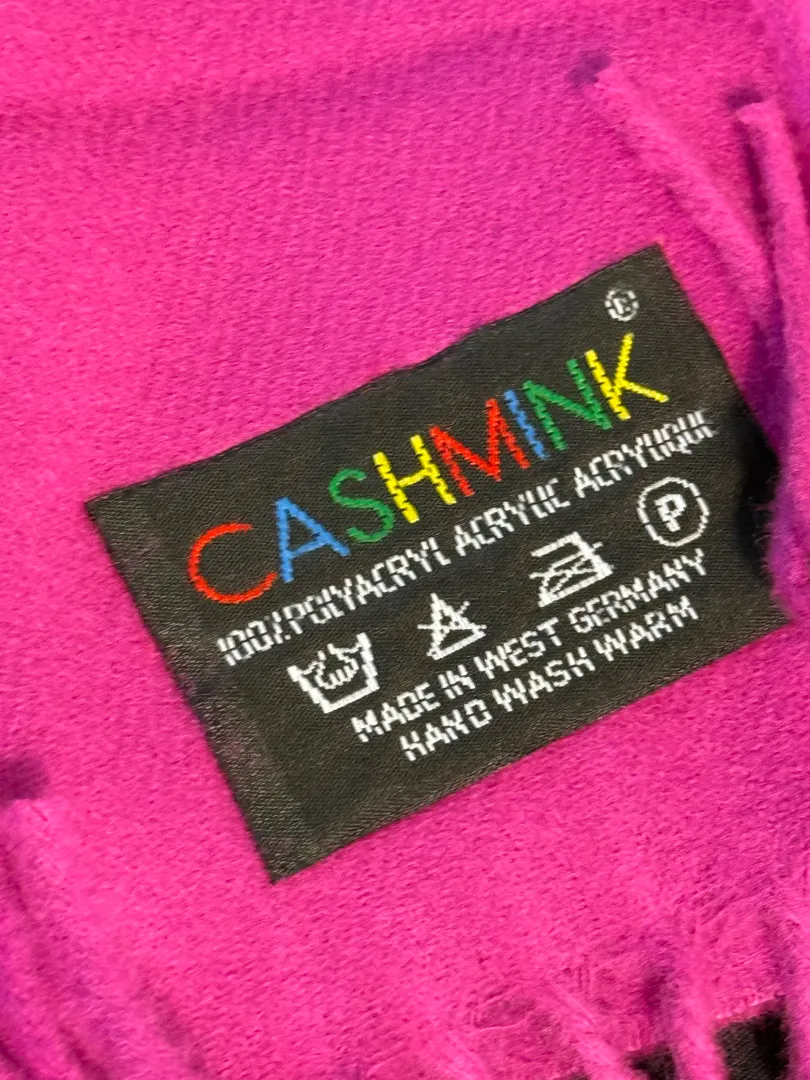 ®
CASHMINK
100% POLYACRYL ACRYLIC ACRYLIQUE
P
MADE IN WEST GERMANY
HAND WASH WARM